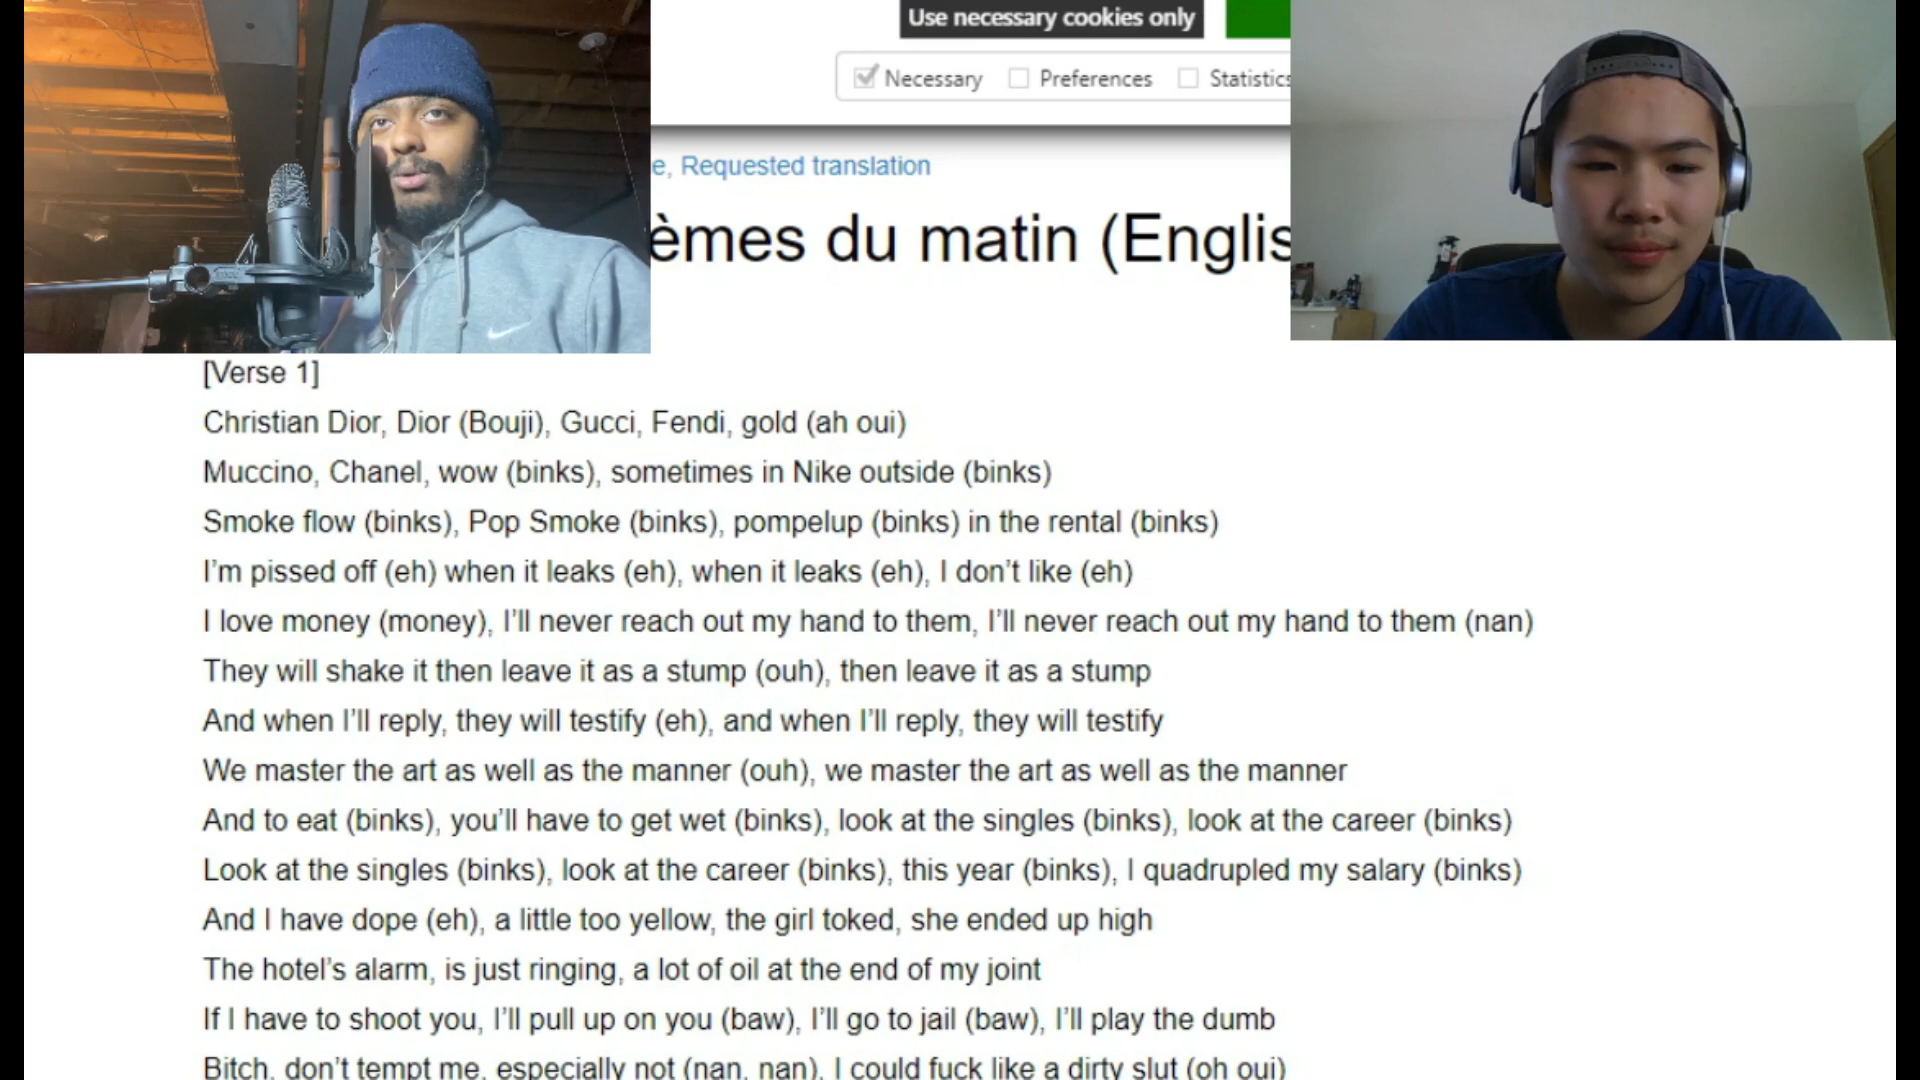 Use necessary cookies only
Necessary Preferences Statistics
e, Requested translation
èmes du matin (Englis
[Verse 1]
Christian Dior, Dior (Bouji), Gucci, Fendi, gold (ah oui)
Muccino, Chanel, wow (binks), sometimes in Nike outside (binks)
Smoke flow (binks), Pop Smoke (binks), pompelup (binks) in the rental (binks)
I’m pissed off (eh) when it leaks (eh), when it leaks (eh), I don’t like (eh)
I love money (money), I’ll never reach out my hand to them, I’ll never reach out my hand to them (nan)
They will shake it then leave it as a stump (ouh), then leave it as a stump
And when I’ll reply, they will testify (eh), and when I’ll reply, they will testify
We master the art as well as the manner (ouh), we master the art as well as the manner
And to eat (binks), you’ll have to get wet (binks), look at the singles (binks), look at the career (binks)
Look at the singles (binks), look at the career (binks), this year (binks), I quadrupled my salary (binks)
And I have dope (eh), a little too yellow, the girl toked, she ended up high
The hotel’s alarm, is just ringing, a lot of oil at the end of my joint
If I have to shoot you, I’ll pull up on you (baw), I’ll go to jail (baw), I’ll play the dumb
Bitch, don’t tempt me, especially not (nan, nan), I could fuck like a dirty slut (oh oui)